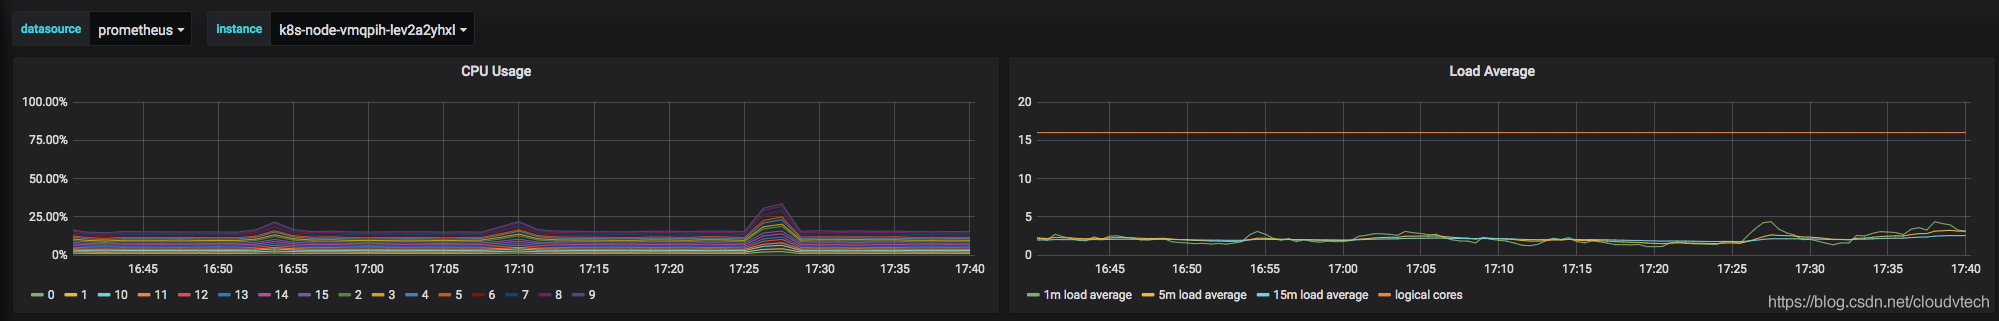 datasource prometheus instance k8s-node-vmqpih-lev2a2yhxl
CPU Usage
100.00%
75.00%
50.00%
25.00%
0%
16:45 16:50 16:55 17:00 17:05 17:10 17:15 17:20 17:25 17:30 17:35 17:40
0 1 10 11 12 13 14 15 2 3 4 5 6 7 8 9
Load Average
20
15
10
5
0
16:45 16:50 16:55 17:00 17:05 17:10 17:15 17:20 17:25 17:30 17:35 17:40
1m load average 5m load average 15m load average logical cores
https://blog.csdn.net/cloudvtech